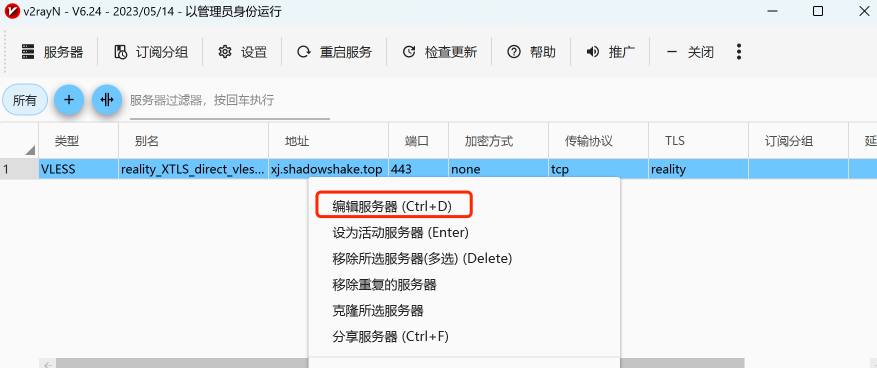 v2rayN - V6.24 - 2023/05/14 - 以管理员身份运行
服务器 订阅分组 设置 重启服务 检查更新 帮助 推广 关闭
所有 服务器过滤器，按回车执行
类型 别名 地址 端口 加密方式 传输协议 TLS 订阅分组 延
1 VLESS reality_XTLS_direct_vles... xj.shadowshake.top 443 none tcp reality
编辑服务器 (Ctrl+D)
设为活动服务器 (Enter)
移除所选服务器(多选) (Delete)
移除重复的服务器
克隆所选服务器
分享服务器 (Ctrl+F)